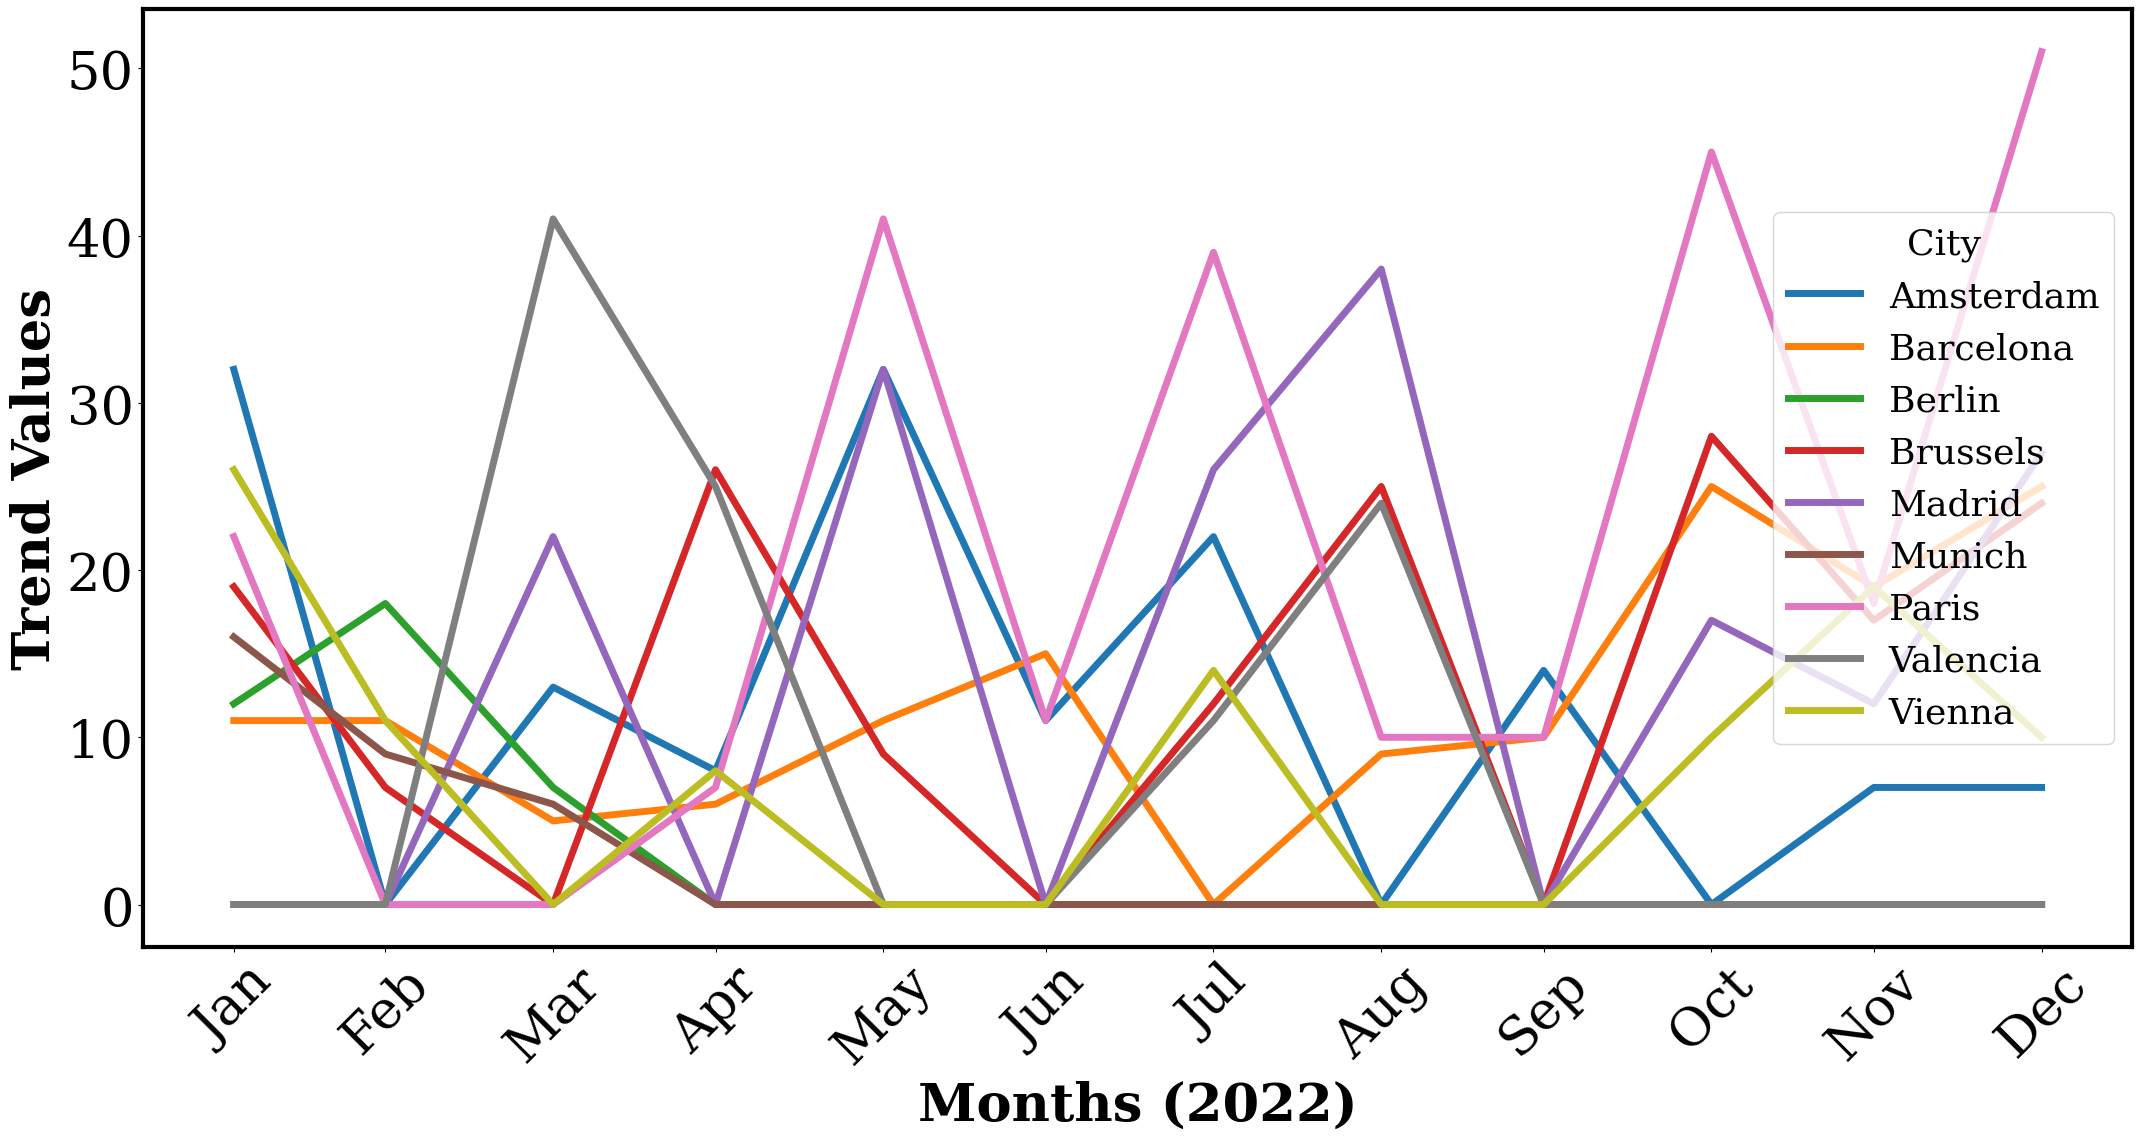 Trend Values
50
40
30
20
10
0
City
Amsterdam
Barcelona
Berlin
Brussels
Madrid
Munich
Paris
Valencia
Vienna
Jan Feb Mar Apr May Jun Jul Aug Sep Oct Nov Dec
Months (2022)